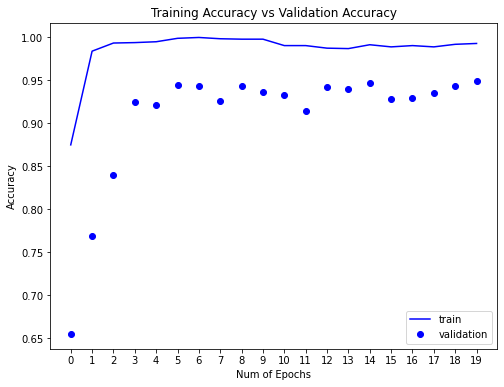 Training Accuracy vs Validation Accuracy
Accuracy
1.00
0.95
0.90
0.85
0.80
0.75
0.70
0.65
train
validation
0 1 2 3 4 5 6 7 8 9 10 11 12 13 14 15 16 17 18 19
Num of Epochs